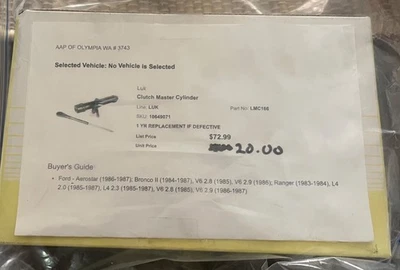 AAP OF OLYMPIA WA # 3743
Selected Vehicle: No Vehicle is Selected
Luk
Clutch Master Cylinder
Line: LUK Part No: LMC168
SKU: 10649071
1 YR REPLACEMENT IF DEFECTIVE
List Price $72.99
Unit Price 20.00
Buyer's Guide
• Ford - Aerostar (1986-1987); Bronco II (1984-1987), V6 2.8 (1985), V6 2.9 (1986); Ranger (1983-1984), L4
2.0 (1985-1987), L4 2.3 (1985-1987), V6 2.8 (1985), V6 2.9 (1986-1987)